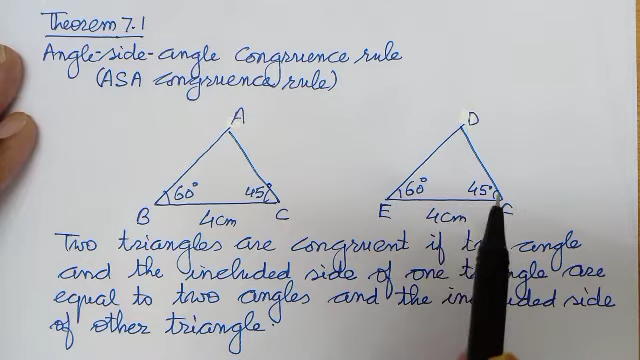 Theorem 7.1
Angle-side-angle congruence rule
(ASA congruence rule)
A D
60° 45° 60° 45°
B 4cm C E 4cm
Two triangles are congruent if angle
and the included side of one are
equal to two angles and the side
of other triangle.